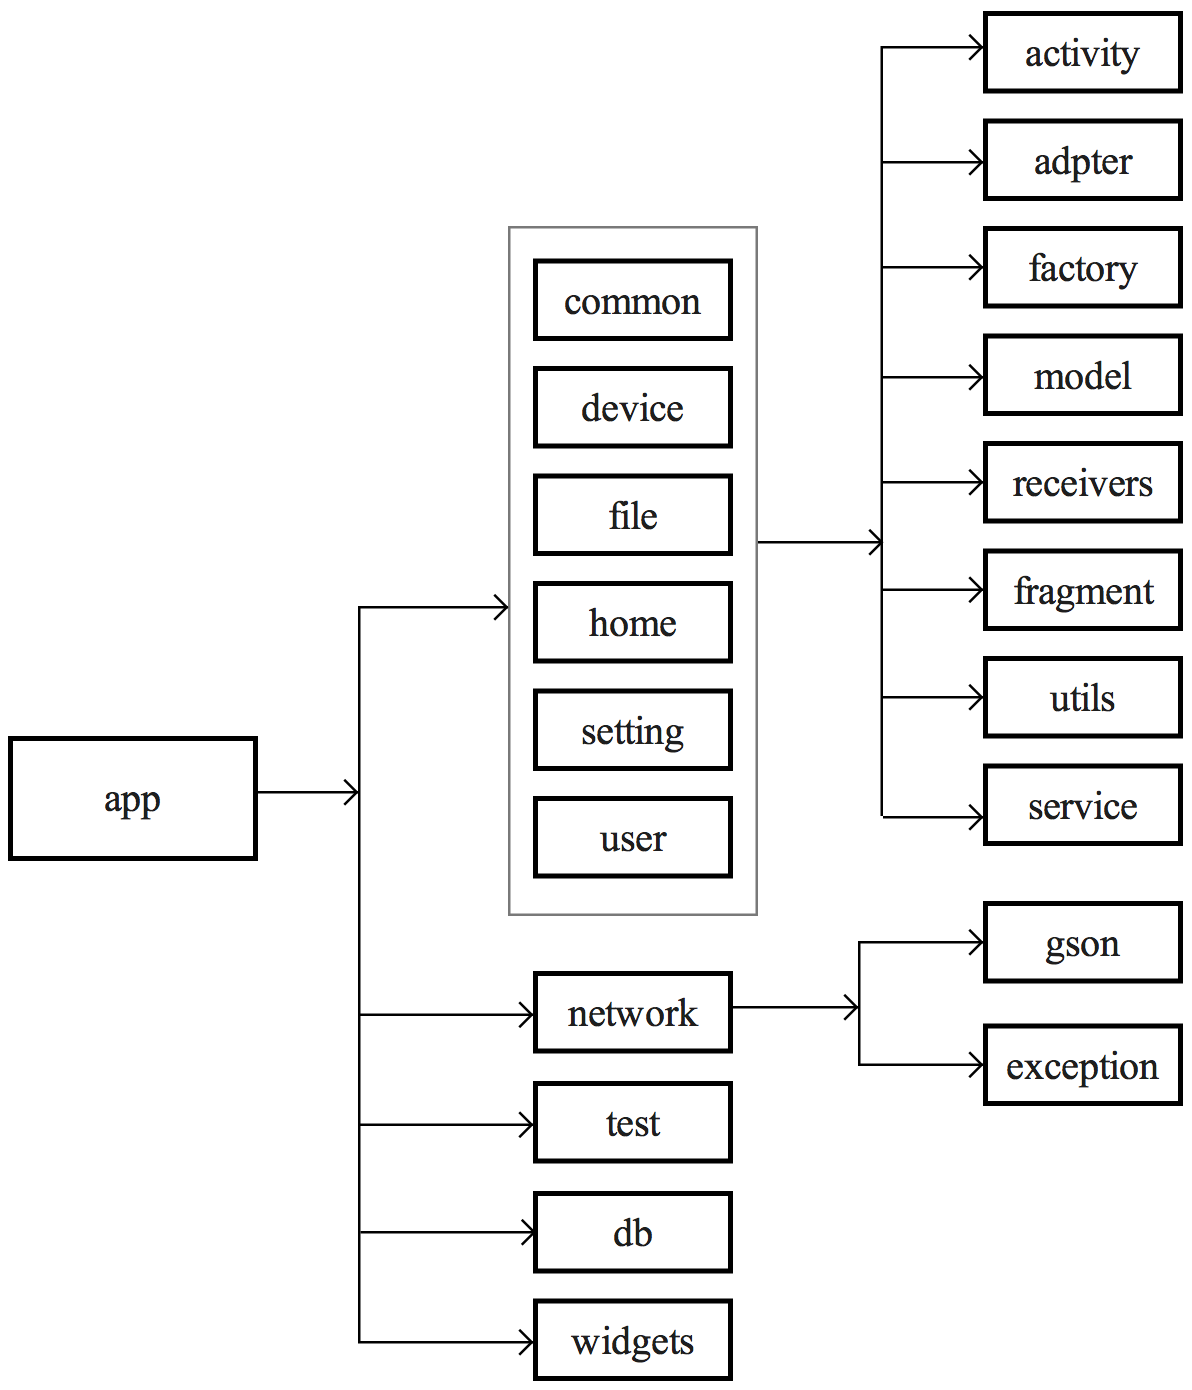 app
common
device
file
home
setting
user
network
test
db
widgets
activity
adpter
factory
model
receivers
fragment
utils
service
gson
exception